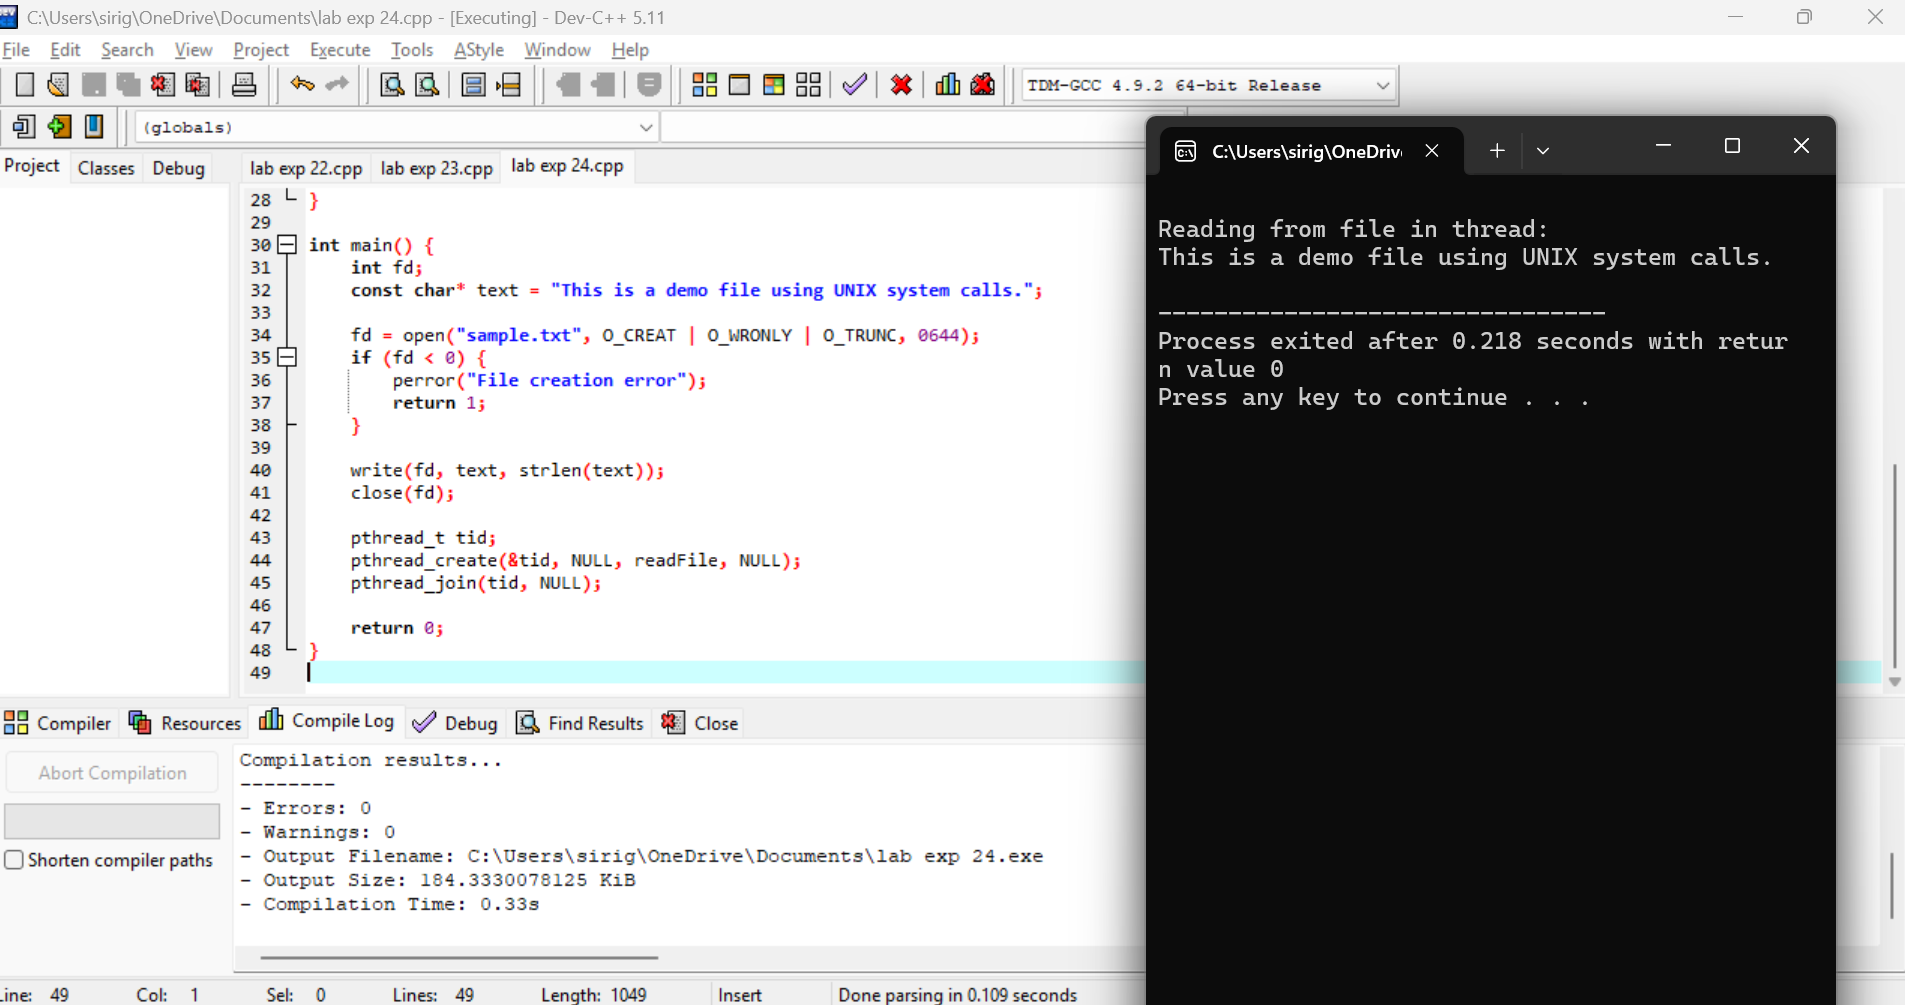 C:\Users\sirig\OneDrive\Documents\lab exp 24.cpp - [Executing] - Dev-C++ 5.11
File Edit Search View Project Execute Tools AStyle Window Help
TDM-GCC 4.9.2 64-bit Release
(globals)
Project Classes Debug
lab exp 22.cpp lab exp 23.cpp lab exp 24.cpp
28 }
29
30 int main() {
31     int fd;
32     const char* text = "This is a demo file using UNIX system calls.";
33
34     fd = open("sample.txt", O_CREAT | O_WRONLY | O_TRUNC, 0644);
35     if (fd < 0) {
36         perror("File creation error");
37         return 1;
38     }
39
40     write(fd, text, strlen(text));
41     close(fd);
42
43     pthread_t tid;
44     pthread_create(&tid, NULL, readFile, NULL);
45     pthread_join(tid, NULL);
46
47     return 0;
48 }
49
C:\Users\sirig\OneDriv
Reading from file in thread:
This is a demo file using UNIX system calls.
--------------------------------
Process exited after 0.218 seconds with retur
n value 0
Press any key to continue . . .
Compiler Resources Compile Log Debug Find Results Close
Abort Compilation
Shorten compiler paths
Compilation results...
--------
- Errors: 0
- Warnings: 0
- Output Filename: C:\Users\sirig\OneDrive\Documents\lab exp 24.exe
- Output Size: 184.3330078125 KiB
- Compilation Time: 0.33s
Line: 49 Col: 1 Sel: 0 Lines: 49 Length: 1049 Insert Done parsing in 0.109 seconds